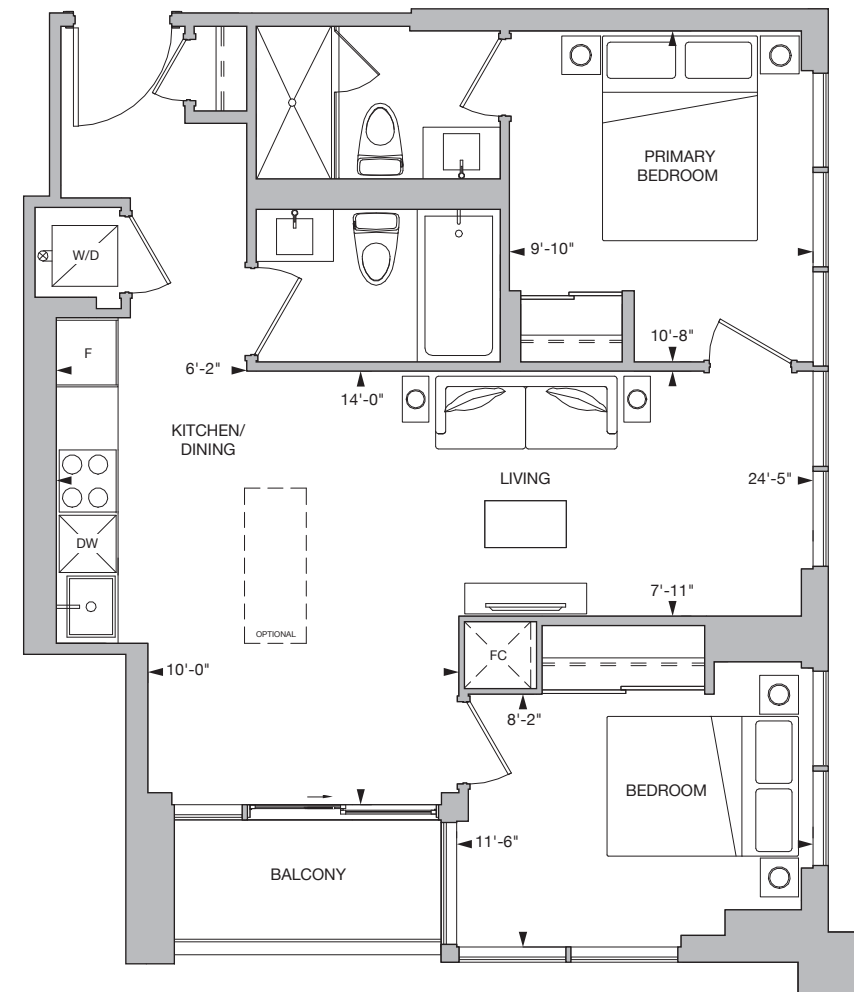 PRIMARY
BEDROOM
W/D
9'-10"
F
6'-2"
10'-8"
14'-0"
KITCHEN/
DINING
LIVING
24'-5"
DW
OPTIONAL
7'-11"
FC
10'-0"
8'-2"
BEDROOM
11'-6"
BALCONY